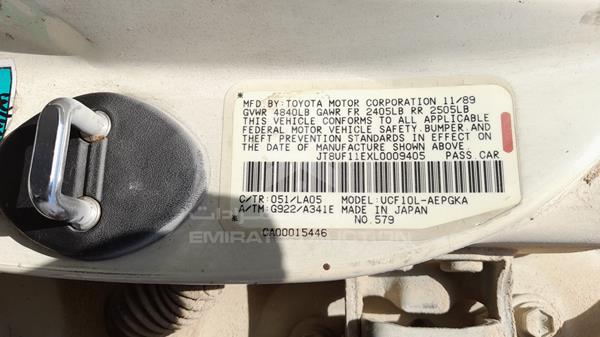 MFD. BY: TOYOTA MOTOR CORPORATION 11/89
GVWR 4840LB GAWR FR 2405LB RR 2505LB
THIS VEHICLE CONFORMS TO ALL APPLICABLE
FEDERAL MOTOR VEHICLE SAFETY, BUMPER, AND
THEFT PREVENTION STANDARDS IN EFFECT ON
THE DATE OF MANUFACTURE SHOWN ABOVE.
JT8UF11EXL0009405 PASS. CAR
C/TR: 051/LA05 MODEL: UCF10L-AEPGKA
A/TM: G922/A341E MADE IN JAPAN
NO. 579
CA00015446
EMIRATES AUCTION